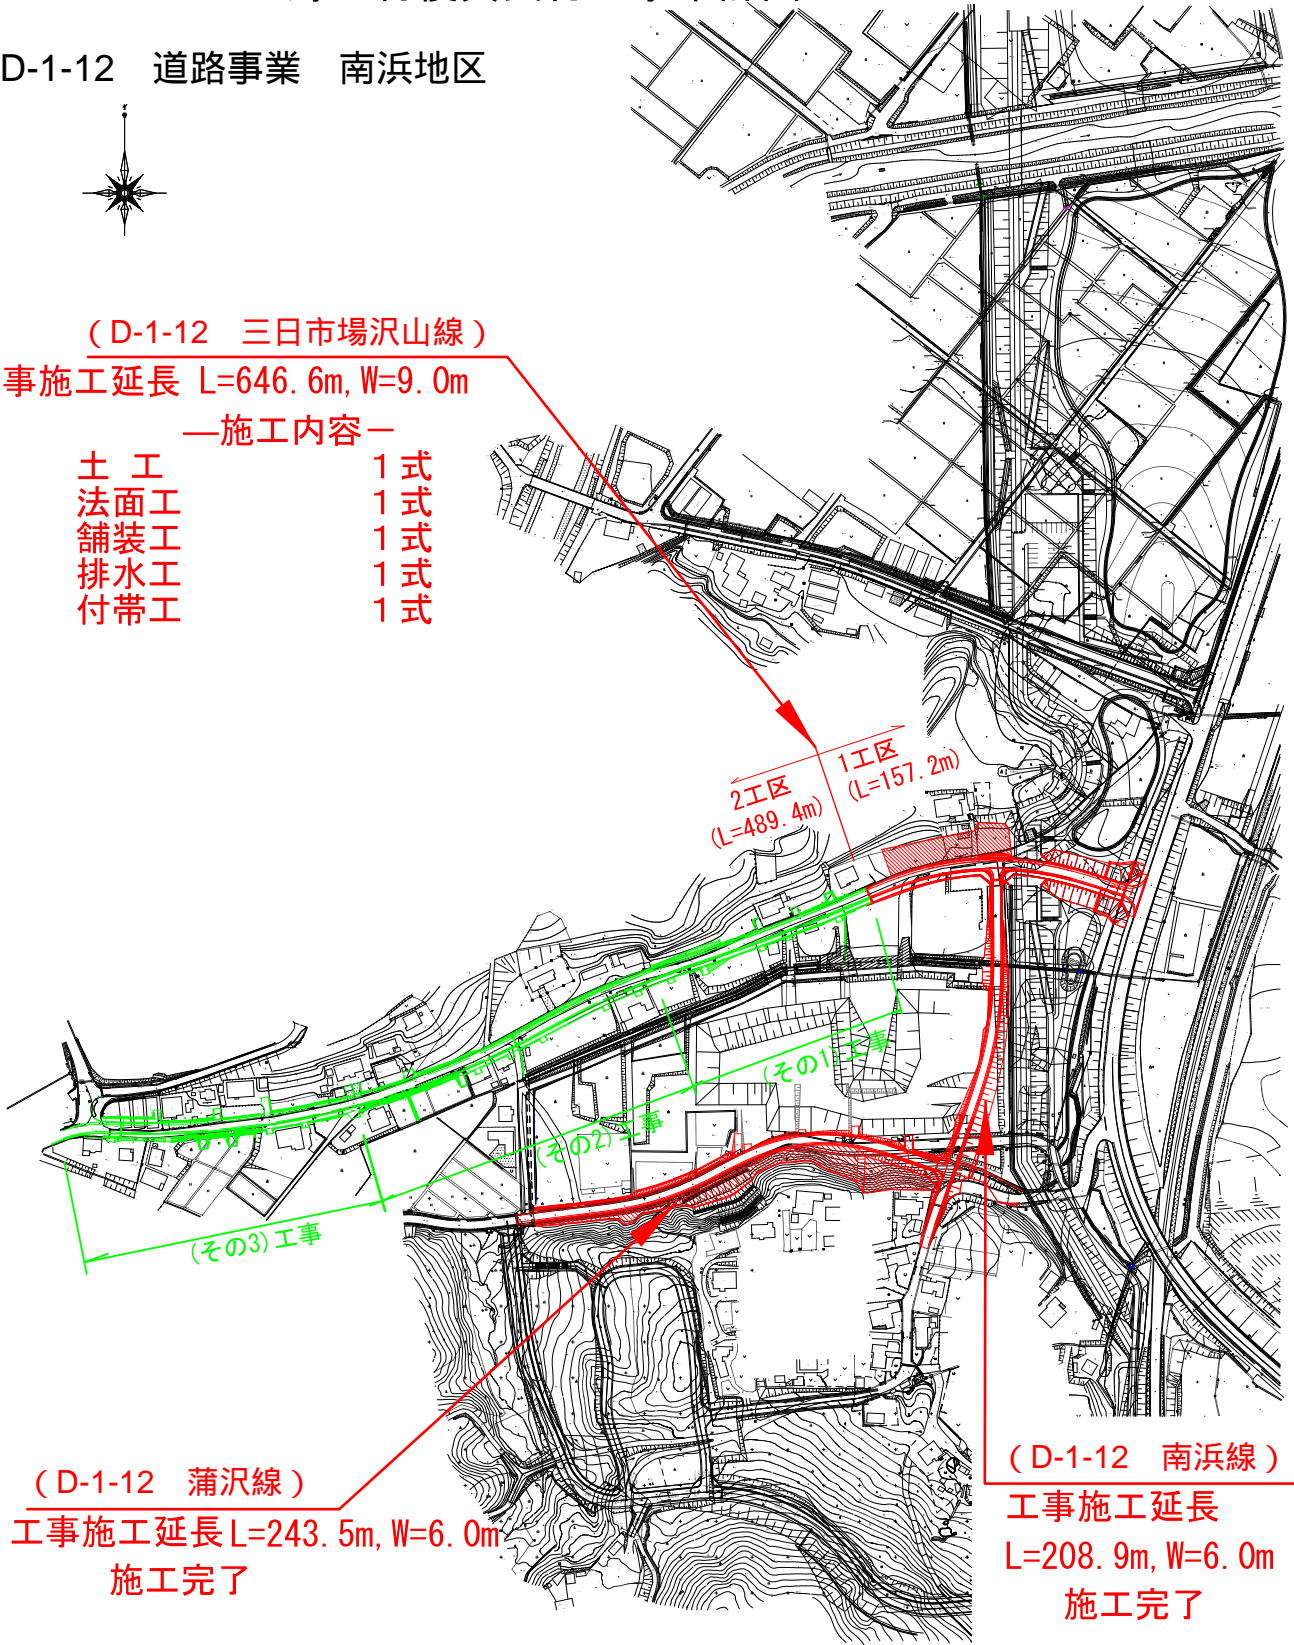 D-1-12　道路事業　南浜地区
（D-1-12　三日市場沢山線）
事施工延長 L=646.6m, W=9.0m
―施工内容－
土 工 1 式
法面工 1 式
舗装工 1 式
排水工 1 式
付帯工 1 式
1工区
(L=157.2m)
2工区
(L=489.4m)
(その1)工事
(その2)工事
(その3)工事
（D-1-12　蒲沢線）
工事施工延長 L=243.5m, W=6.0m
施工完了
（D-1-12　南浜線）
工事施工延長
L=208.9m, W=6.0m
施工完了